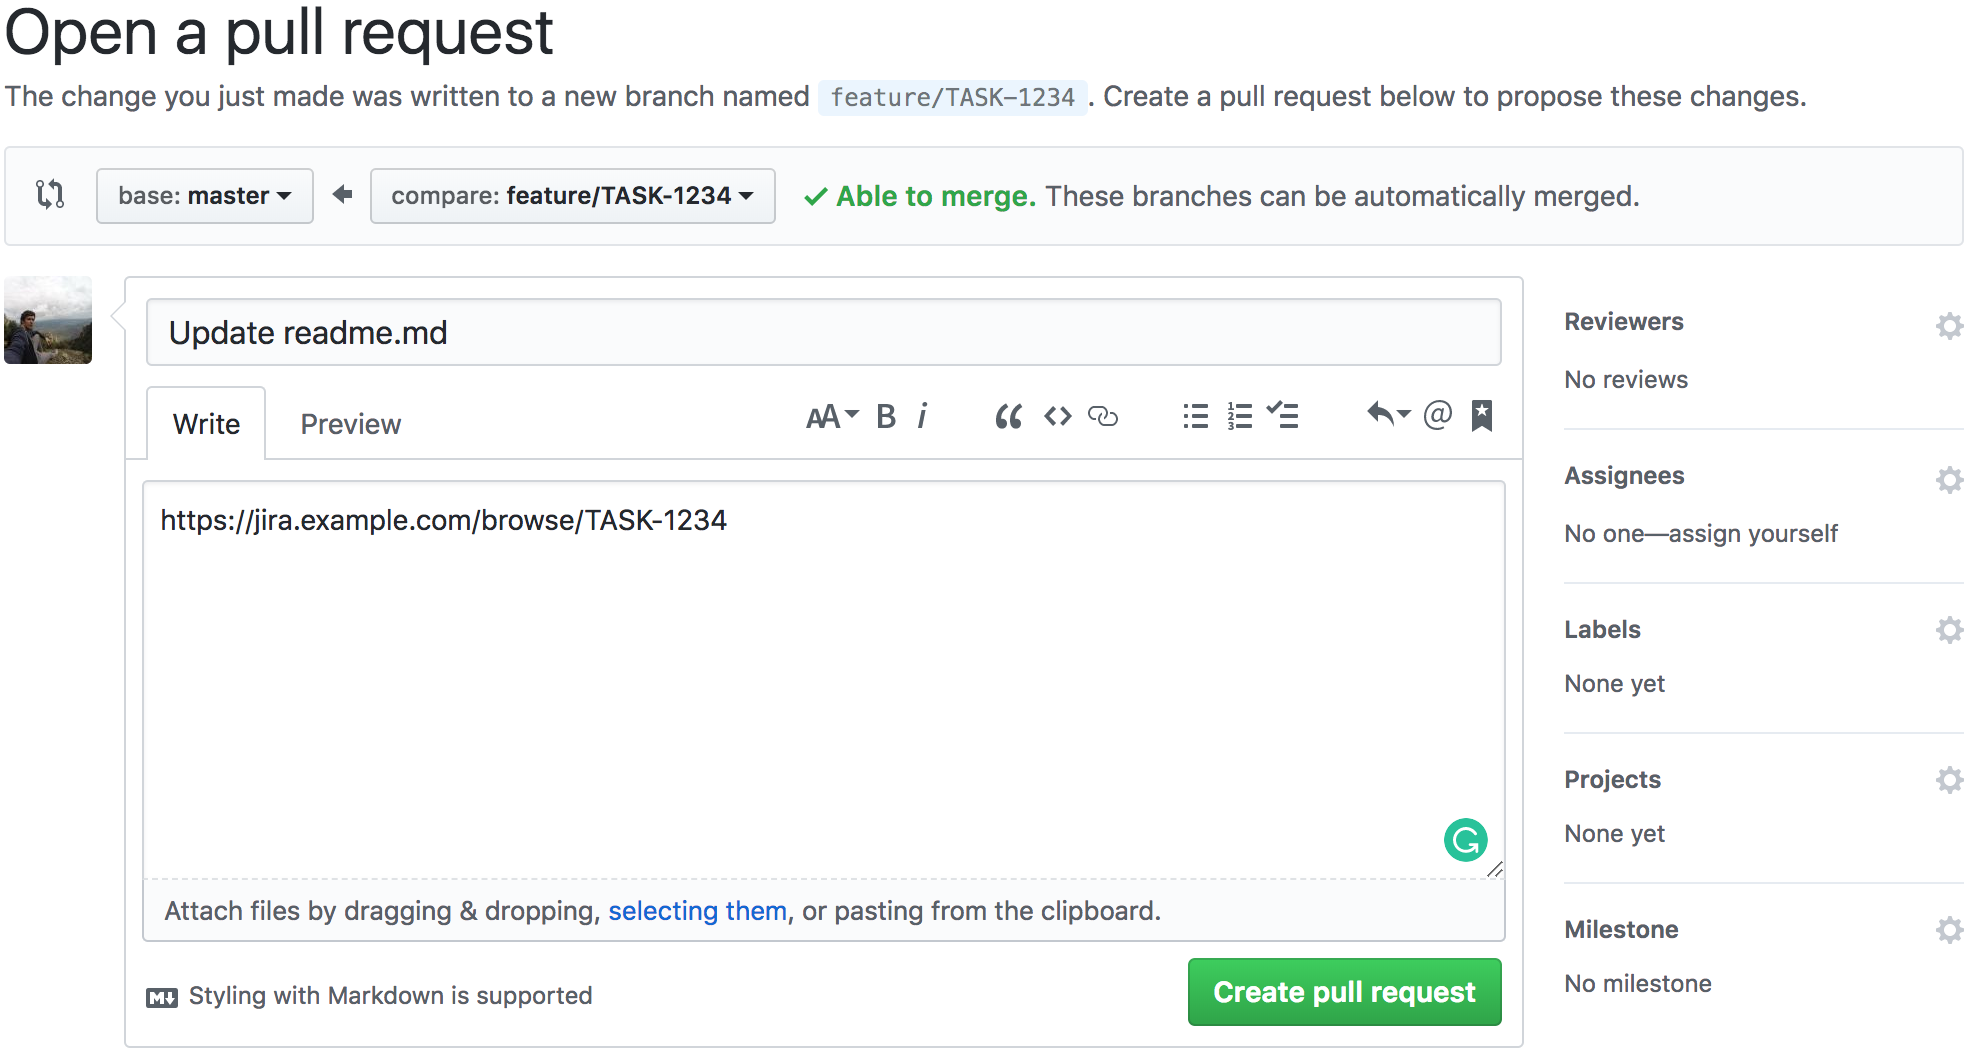 Open a pull request
The change you just made was written to a new branch named feature/TASK-1234. Create a pull request below to propose these changes.
base: master
compare: feature/TASK-1234
Able to merge. These branches can be automatically merged.
Update readme.md
Write
Preview
AA B i
https://jira.example.com/browse/TASK-1234
Attach files by dragging & dropping, selecting them, or pasting from the clipboard.
Styling with Markdown is supported
Create pull request
Reviewers
No reviews
Assignees
No one—assign yourself
Labels
None yet
Projects
None yet
Milestone
No milestone